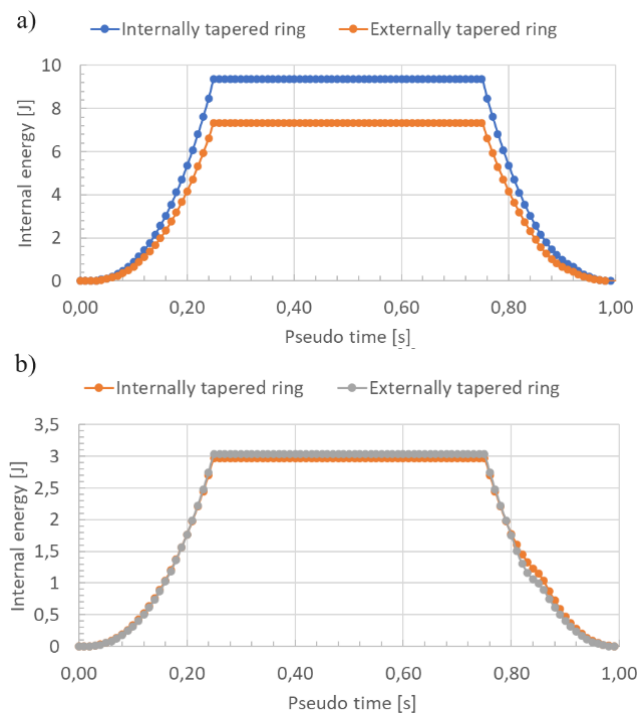 a)
Internally tapered ring Externally tapered ring
10
8
6
4
2
0
Internal energy [J]
0,00 0,20 0,40 0,60 0,80 1,00
Pseudo time [s]
b)
Internally tapered ring Externally tapered ring
3,5
3
2,5
2
1,5
1
0,5
0
Internal energy [J]
0,00 0,20 0,40 0,60 0,80 1,00
Pseudo time [s]